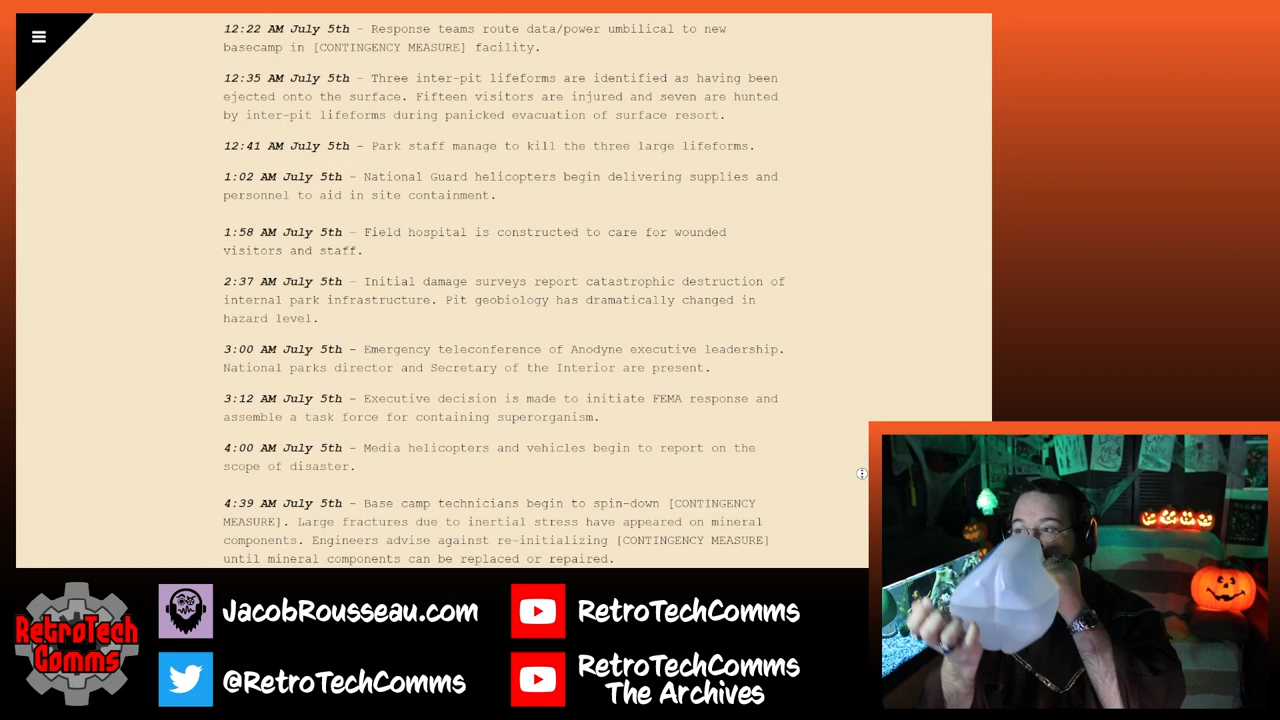 12:22 AM July 5th - Response teams route data/power umbilical to new
basecamp in [CONTINGENCY MEASURE] facility.
12:35 AM July 5th - Three inter-pit lifeforms are identified as having been
ejected onto the surface. Fifteen visitors are injured and seven are hunted
by inter-pit lifeforms during panicked evacuation of surface resort.
12:41 AM July 5th - Park staff manage to kill the three large lifeforms.
1:02 AM July 5th - National Guard helicopters begin delivering supplies and
personnel to aid in site containment.
1:58 AM July 5th - Field hospital is constructed to care for wounded
visitors and staff.
2:37 AM July 5th - Initial damage surveys report catastrophic destruction of
internal park infrastructure. Pit geobiology has dramatically changed in
hazard level.
3:00 AM July 5th - Emergency teleconference of Anodyne executive leadership.
National parks director and Secretary of the Interior are present.
3:12 AM July 5th - Executive decision is made to initiate FEMA response and
assemble a task force for containing superorganism.
4:00 AM July 5th - Media helicopters and vehicles begin to report on the
scope of disaster.
4:39 AM July 5th - Base camp technicians begin to spin-down [CONTINGENCY
MEASURE]. Large fractures due to inertial stress have appeared on mineral
components. Engineers advise against re-initializing [CONTINGENCY MEASURE]
until mineral components can be replaced or repaired.
RetroTech
Comms
JacobRousseau.com
@RetroTechComms
RetroTechComms
RetroTechComms
The Archives